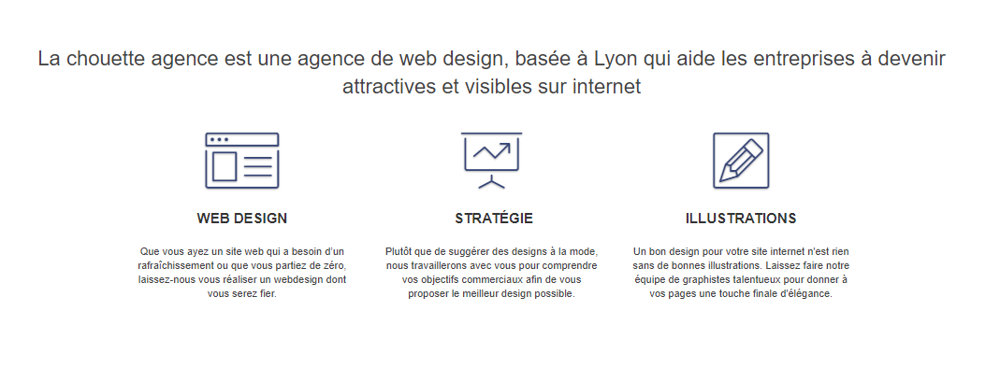 La chouette agence est une agence de web design, basée à Lyon qui aide les entreprises à devenir
attractives et visibles sur internet
WEB DESIGN
Que vous ayez un site web qui a besoin d'un
rafraîchissement ou que vous partiez de zéro,
laissez-nous vous réaliser un webdesign dont
vous serez fier.
STRATÉGIE
Plutôt que de suggérer des designs à la mode,
nous travaillerons avec vous pour comprendre
vos objectifs commerciaux afin de vous
proposer le meilleur design possible.
ILLUSTRATIONS
Un bon design pour votre site internet n'est rien
sans de bonnes illustrations. Laissez faire notre
équipe de graphistes talentueux pour donner à
vos pages une touche finale d'élégance.